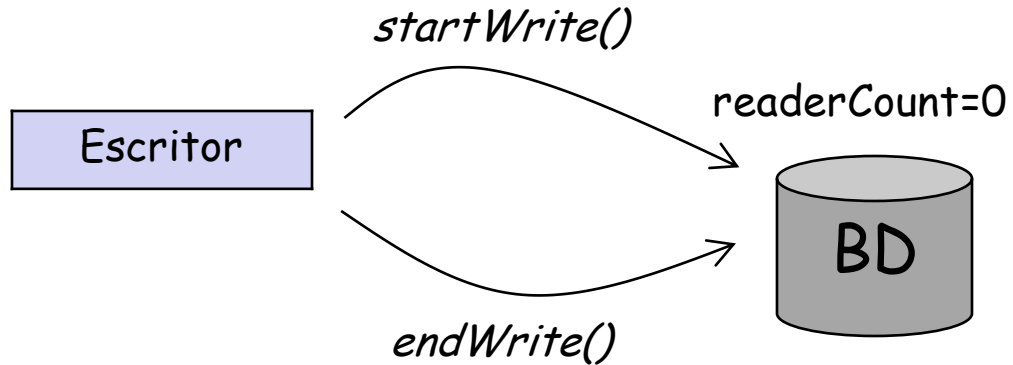 startWrite()
readerCount=0
Escritor
BD
endWrite()